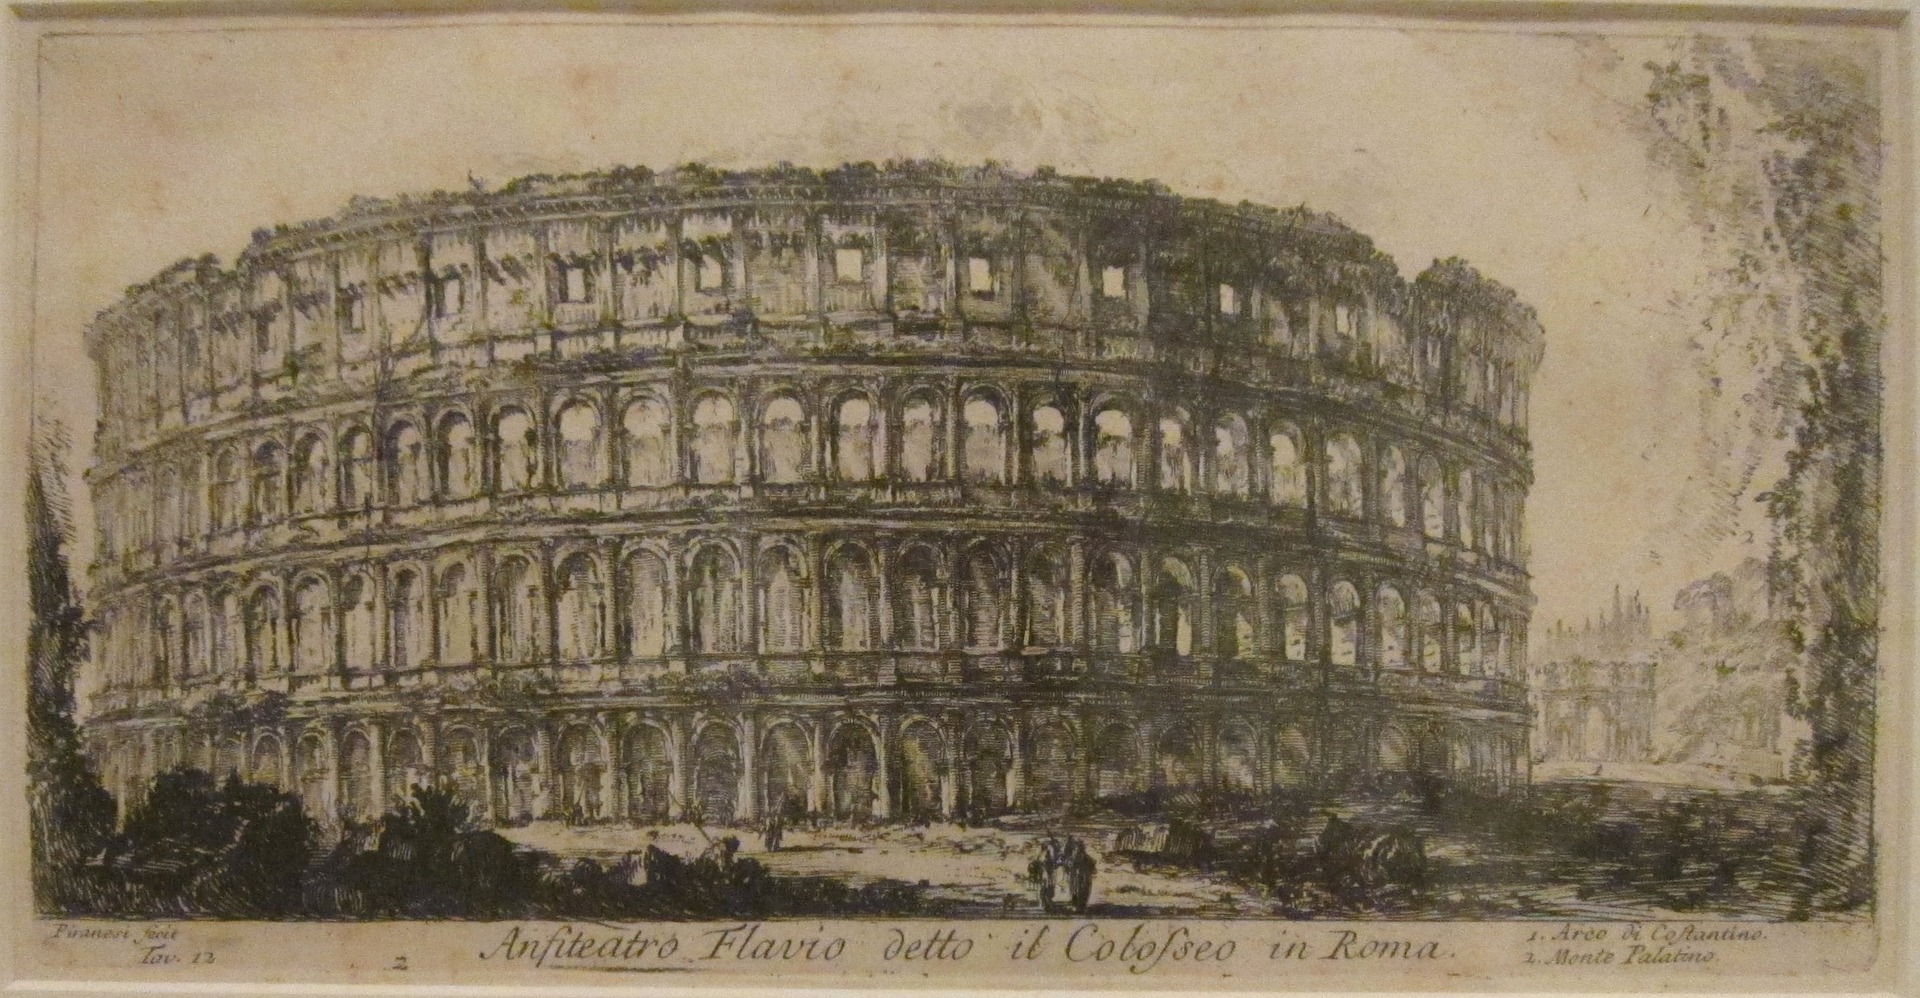 Piranesi fecit
Tav. 12
2
Anfiteatro Flavio detto il Coloſseo in Roma.
1. Arco di Coſtantino.
2. Monte Palatino.